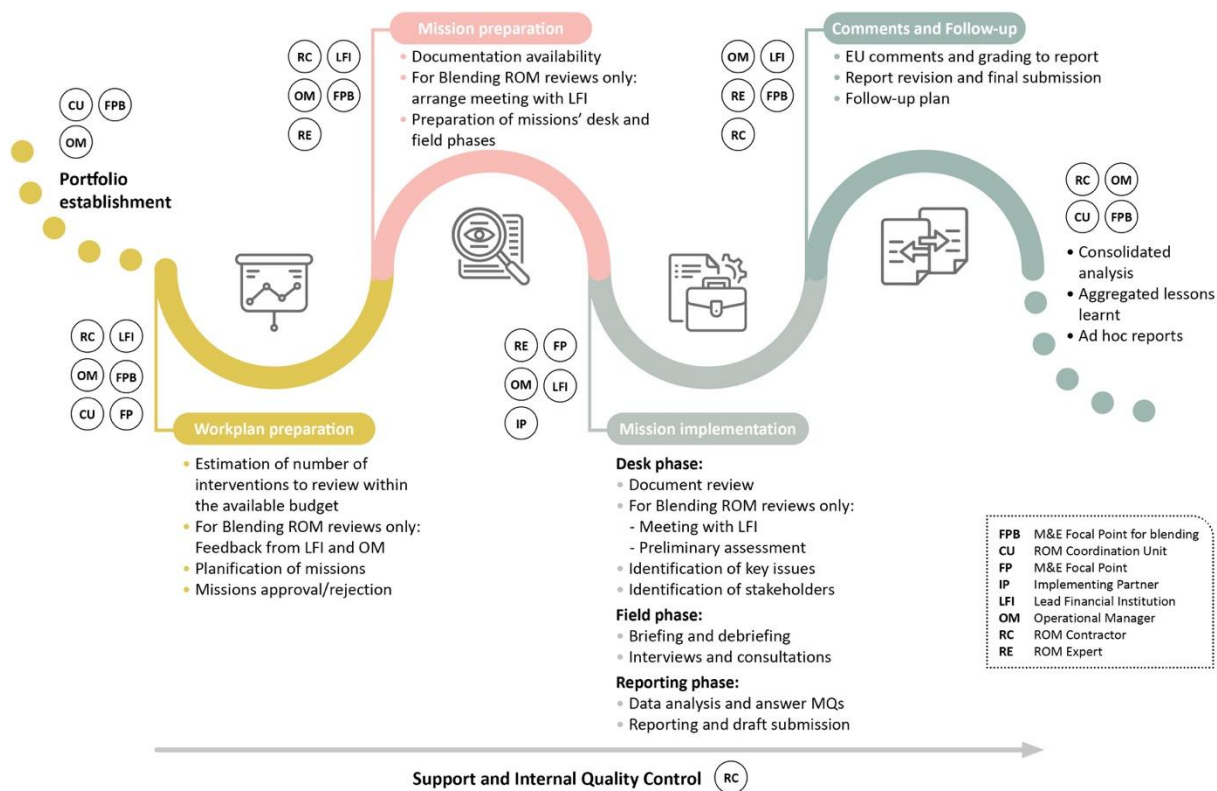 CU FPB
OM
Portfolio
establishment
RC LFI
OM FPB
CU FP
Workplan preparation
• Estimation of number of
interventions to review within
the available budget
• For Blending ROM reviews only:
Feedback from LFI and OM
• Planification of missions
• Missions approval/rejection
RC LFI
OM FPB
RE
Mission preparation
• Documentation availability
• For Blending ROM reviews only:
arrange meeting with LFI
• Preparation of missions’ desk and
field phases
RE FP
OM LFI
IP
Mission implementation
Desk phase:
• Document review
• For Blending ROM reviews only:
- Meeting with LFI
- Preliminary assessment
• Identification of key issues
• Identification of stakeholders
Field phase:
• Briefing and debriefing
• Interviews and consultations
Reporting phase:
• Data analysis and answer MQs
• Reporting and draft submission
OM LFI
RE FPB
RC
Comments and Follow-up
• EU comments and grading to report
• Report revision and final submission
• Follow-up plan
RC OM
CU FPB
• Consolidated
analysis
• Aggregated lessons
learnt
• Ad hoc reports
FPB M&E Focal Point for blending
CU ROM Coordination Unit
FP M&E Focal Point
IP Implementing Partner
LFI Lead Financial Institution
OM Operational Manager
RC ROM Contractor
RE ROM Expert
Support and Internal Quality Control RC